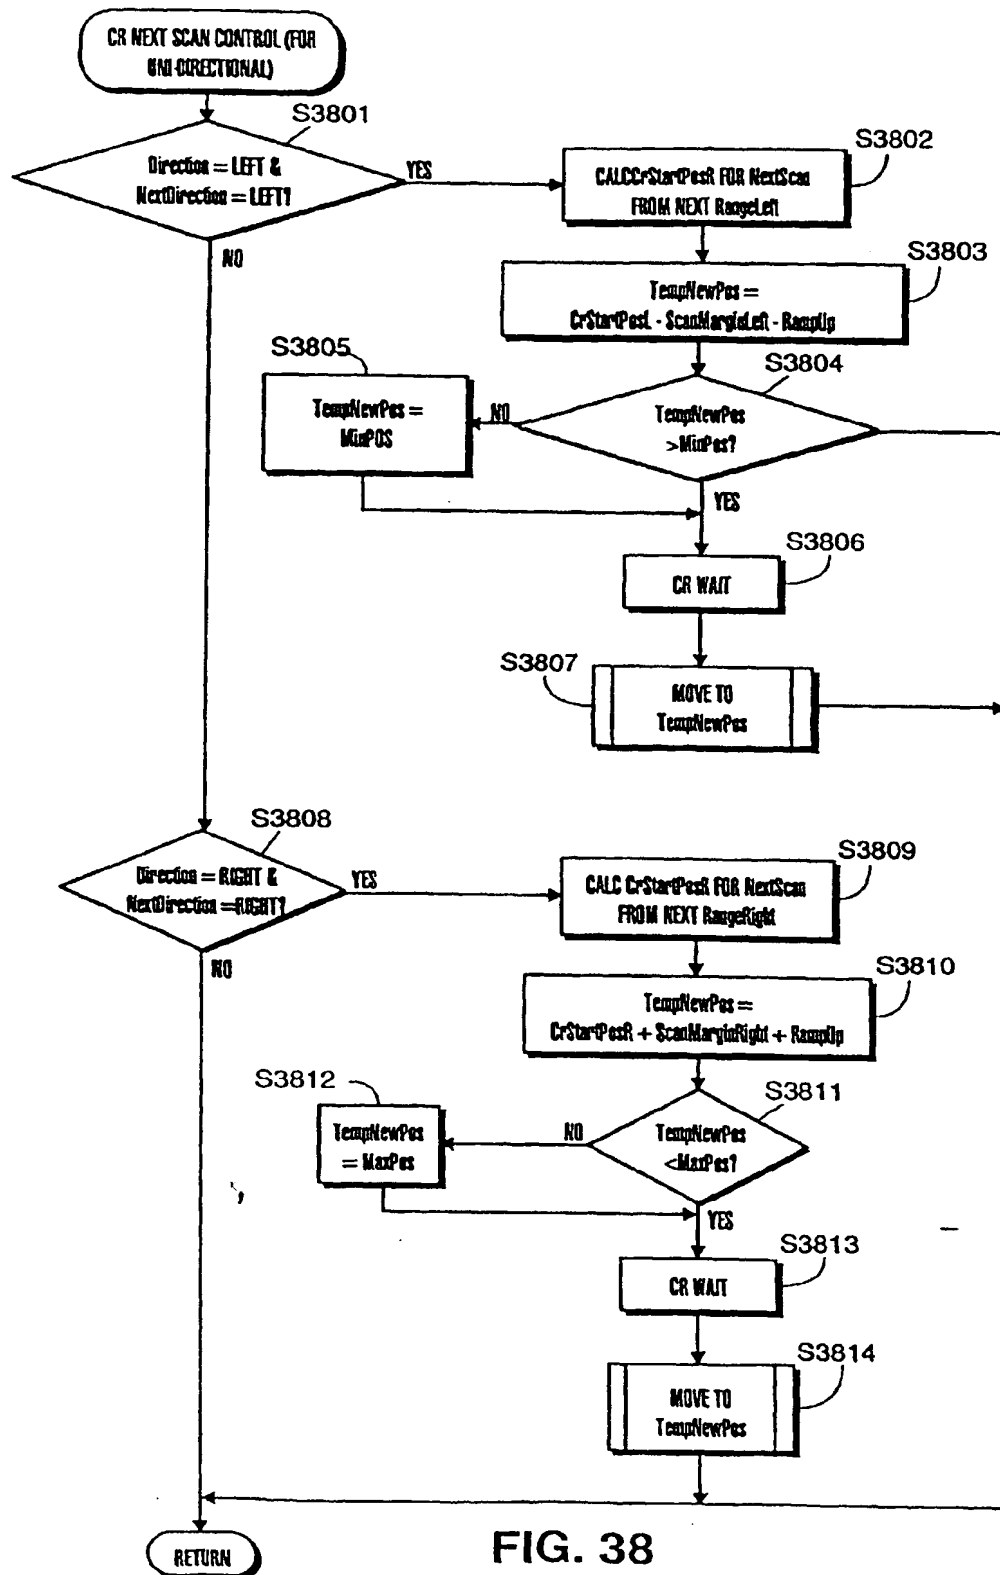 CR NEXT SCAN CONTROL (FOR
UNI-DIRECTIONAL)
S3801
Direction = LEFT &
NextDirection = LEFT?
YES
NO
S3802
CALCCrStartPosR FOR NextScan
FROM NEXT RangeLeft
S3803
TempNewPos =
CrStartPosL - ScanMarginLeft - RampUp
S3804
TempNewPos
>MinPos?
NO
YES
S3805
TempNewPos =
MinPOS
S3806
CR WAIT
S3807
MOVE TO
TempNewPos
S3808
Direction = RIGHT &
NextDirection =RIGHT?
YES
NO
S3809
CALC CrStartPosR FOR NextScan
FROM NEXT RangeRight
S3810
TempNewPos =
CrStartPosR + ScanMarginRight + RampUp
S3811
TempNewPos
<MaxPos?
NO
YES
S3812
TempNewPos
= MaxPos
S3813
CR WAIT
S3814
MOVE TO
TempNewPos
RETURN
FIG. 38